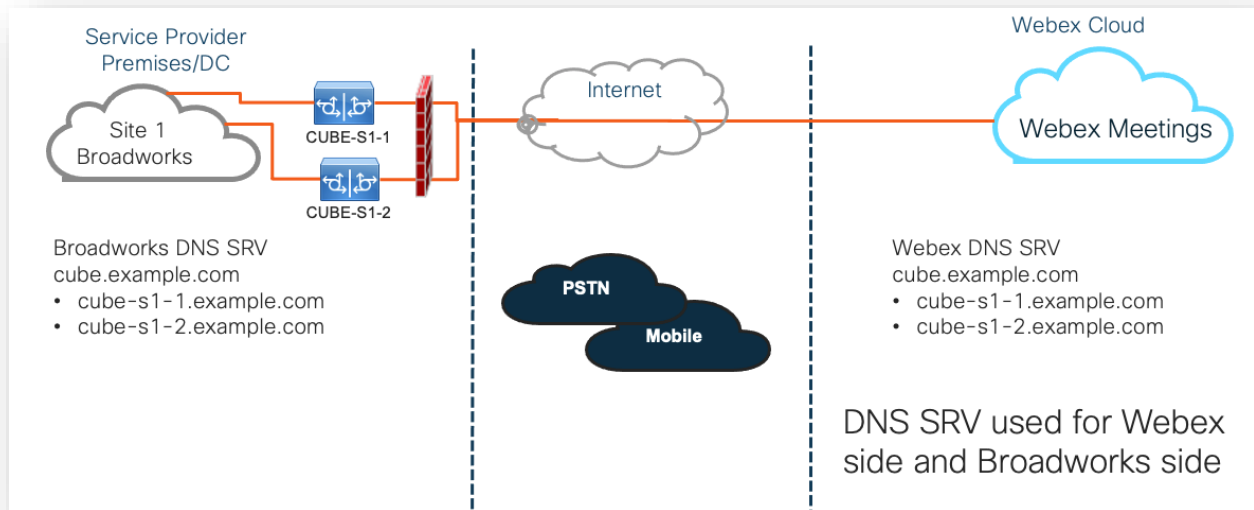 Service Provider
Premises/DC
Site 1
Broadworks
CUBE-S1-1
CUBE-S1-2
Internet
Webex Cloud
Webex Meetings
Broadworks DNS SRV
cube.example.com
• cube-s1-1.example.com
• cube-s1-2.example.com
PSTN
Mobile
Webex DNS SRV
cube.example.com
• cube-s1-1.example.com
• cube-s1-2.example.com
DNS SRV used for Webex
side and Broadworks side